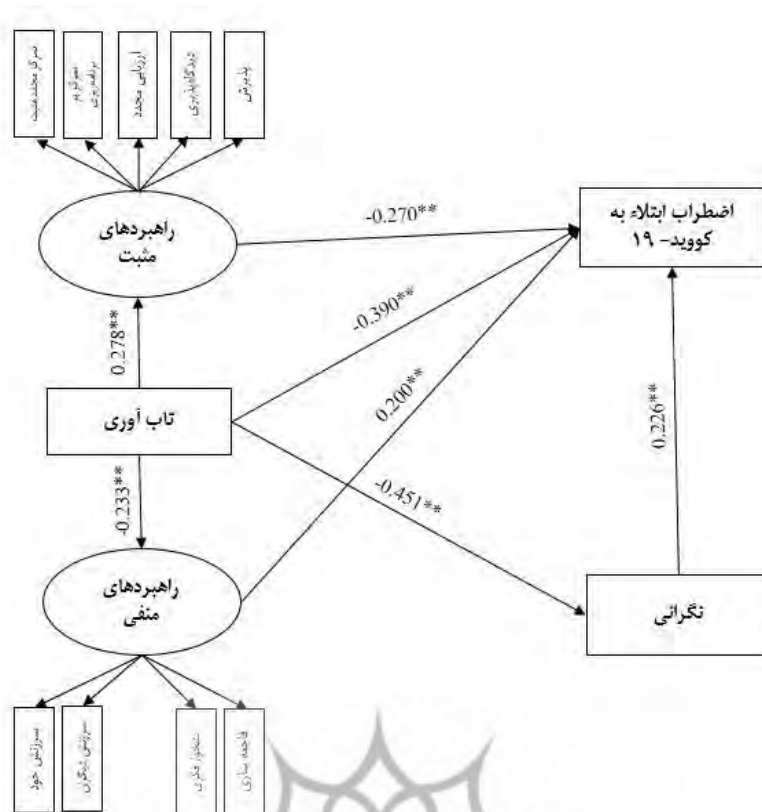 تمرکز مجدد مثبت
تمرکز بر
برنامه‌ریزی
ارزیابی مجدد
دیدگاه‌پذیری
پذیرش
راهبردهای
مثبت
-0.270**
اضطراب ابتلاء به
کووید- ۱۹
-0.390**
0.278**
0.200**
0.226**
تاب آوری
-0.451**
-0.233**
راهبردهای
منفی
نگرانی
سرزنش خود
سرزنش دیگران
نشخوار فکری
فاجعه سازی